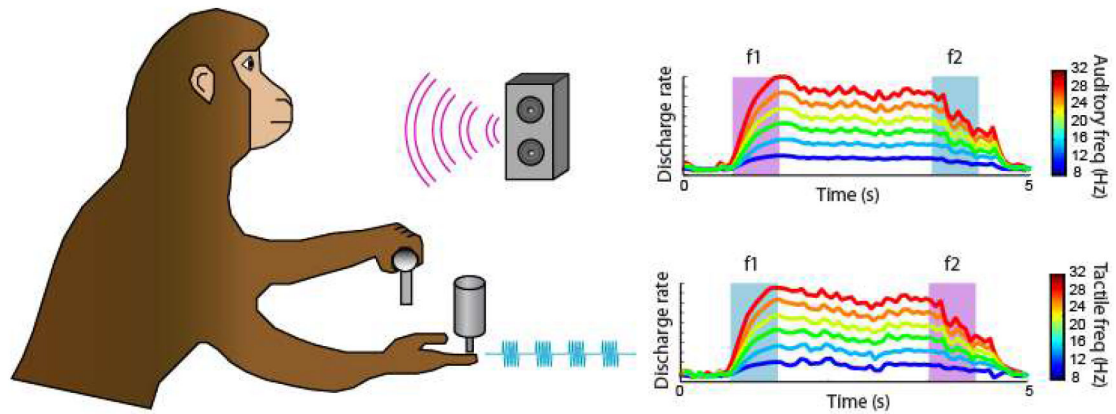 f1 f2
Discharge rate
0 5
Time (s)
32
28
24
20
16
12
8
Auditory freq (Hz)
f1 f2
Discharge rate
0 5
Time (s)
32
28
24
20
16
12
8
Tactile freq (Hz)